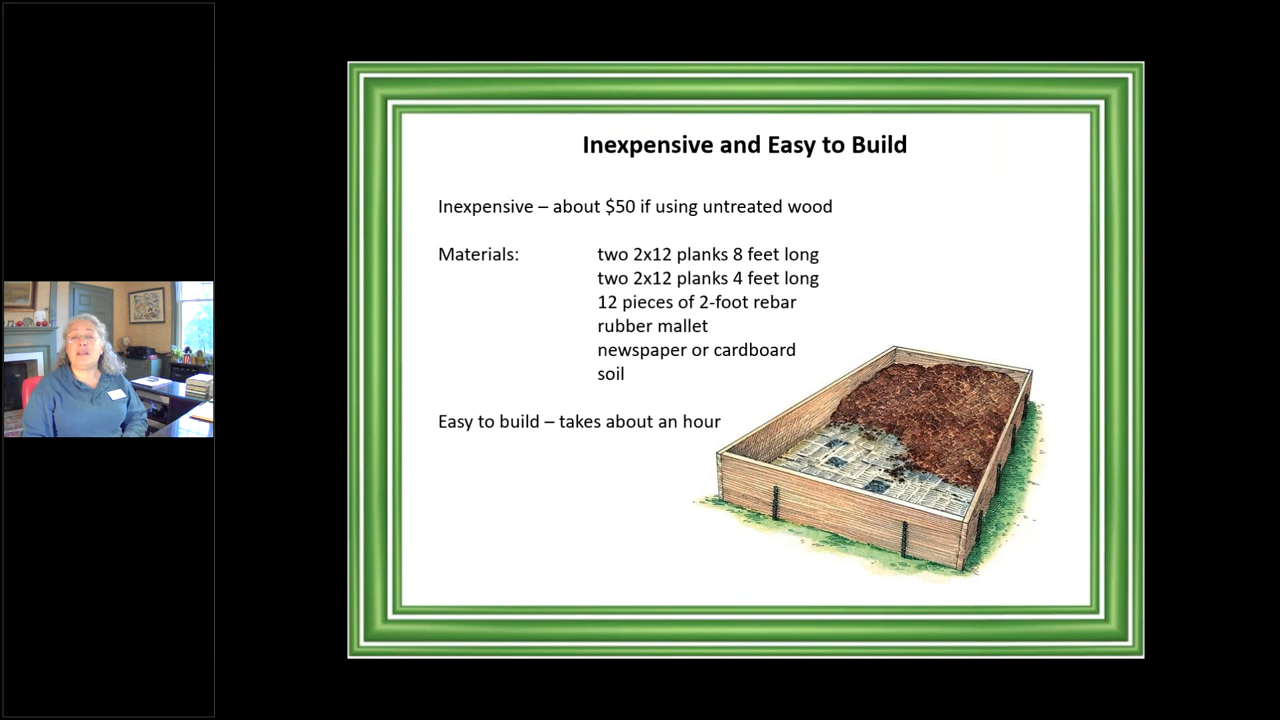 Inexpensive and Easy to Build
Inexpensive – about $50 if using untreated wood
Materials: two 2x12 planks 8 feet long
two 2x12 planks 4 feet long
12 pieces of 2-foot rebar
rubber mallet
newspaper or cardboard
soil
Easy to build – takes about an hour